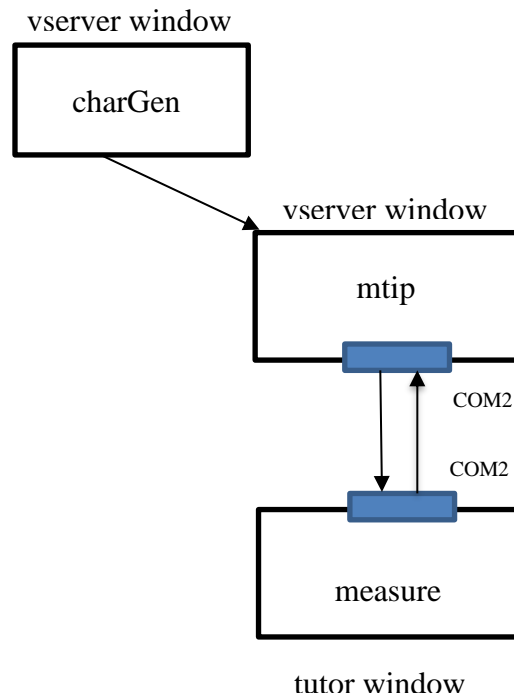 vserver window
charGen
vserver window
mtip
COM2
COM2
measure
tutor window